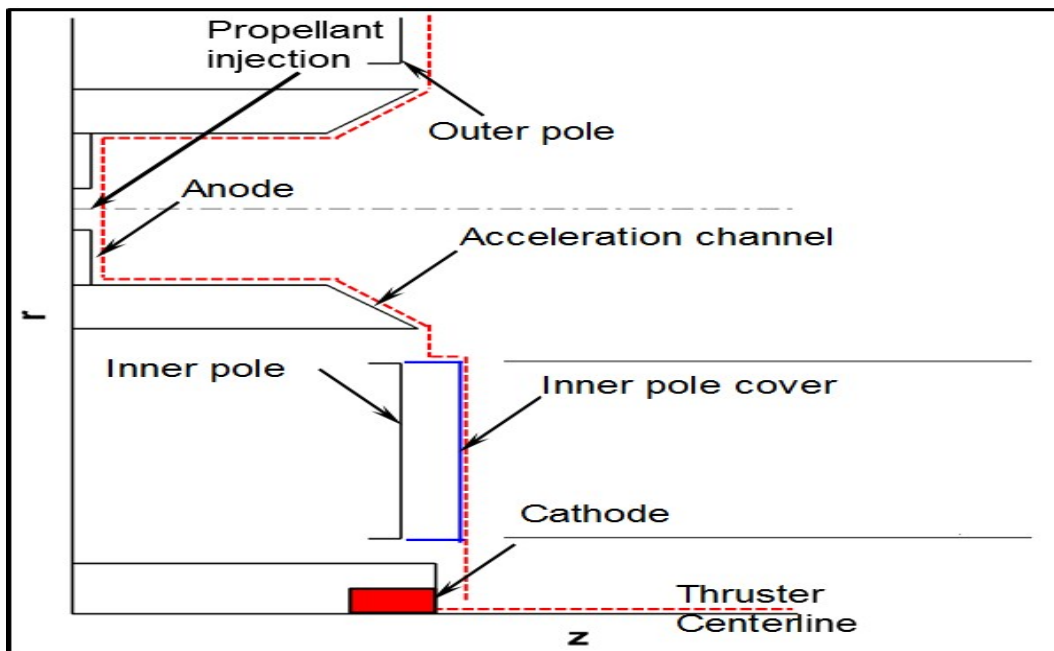 Propellant
injection
Outer pole
Anode
Acceleration channel
r
Inner pole
Inner pole cover
Cathode
Thruster
Centerline
z